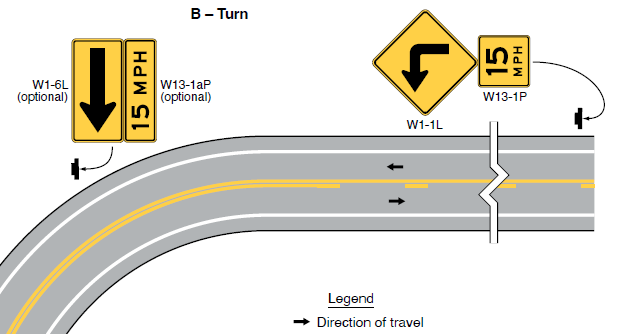 B – Turn
W1-6L
(optional)
15 MPH
W13-1aP
(optional)
15
MPH
W1-1L
W13-1P
Legend
Direction of travel